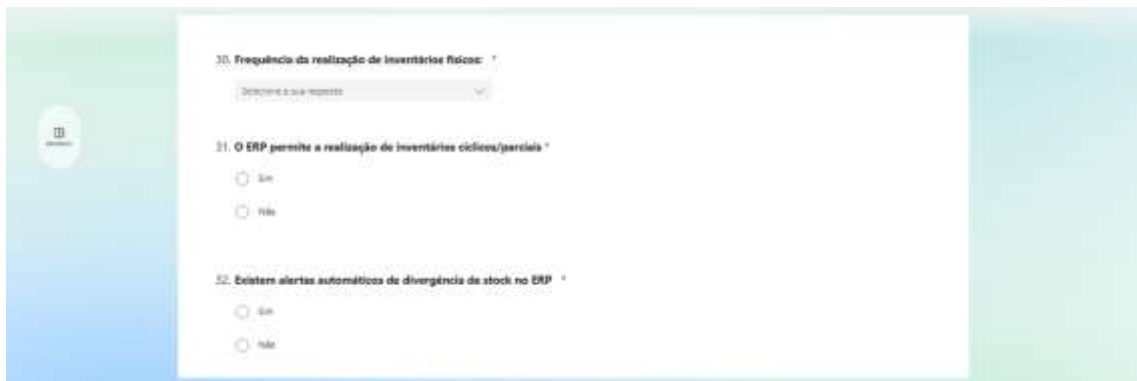 30. Frequência da realização de inventários físicos: *
Selecione a sua resposta
31. O ERP permite a realização de inventários cíclicos/parciais *
Sim
Não
32. Existem alertas automáticos de divergência de stock no ERP *
Sim
Não